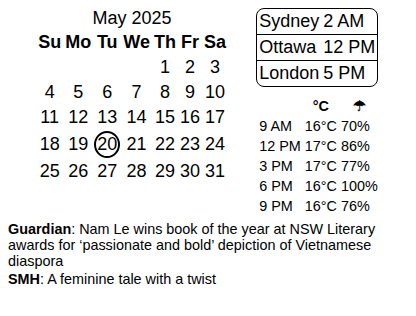 May 2025
Su Mo Tu We Th Fr Sa
1 2 3
4 5 6 7 8 9 10
11 12 13 14 15 16 17
18 19 20 21 22 23 24
25 26 27 28 29 30 31
Sydney 2 AM
Ottawa 12 PM
London 5 PM
°C ☂
9 AM 16°C 70%
12 PM 17°C 86%
3 PM 17°C 77%
6 PM 16°C 100%
9 PM 16°C 76%
Guardian: Nam Le wins book of the year at NSW Literary
awards for ‘passionate and bold’ depiction of Vietnamese
diaspora
SMH: A feminine tale with a twist